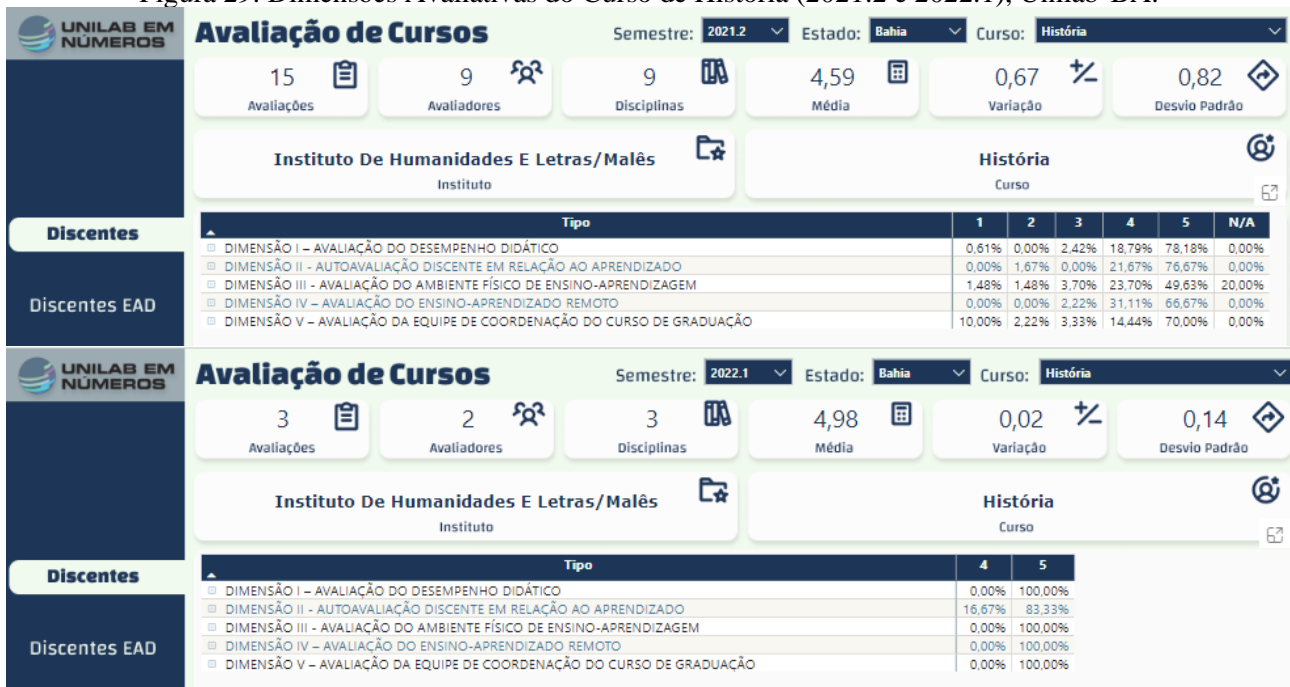 Figura 29: Dimensões Avaliativas do Curso de História (2021.2 e 2022.1), Unilab-BA.
UNILAB EM NÚMEROS
Avaliação de Cursos
Semestre: 2021.2 Estado: Bahia Curso: História
15 9 9 4,59 0,67 0,82
Avaliações Avaliadores Disciplinas Média Variação Desvio Padrão
Instituto De Humanidades E Letras/Malês História
Instituto Curso
Discentes
Discentes EAD
Tipo 1 2 3 4 5 N/A
DIMENSÃO I – AVALIAÇÃO DO DESEMPENHO DIDÁTICO 0,61% 0,00% 2,42% 18,79% 78,18% 0,00%
DIMENSÃO II - AUTOAVALIAÇÃO DISCENTE EM RELAÇÃO AO APRENDIZADO 0,00% 1,67% 0,00% 21,67% 76,67% 0,00%
DIMENSÃO III - AVALIAÇÃO DO AMBIENTE FÍSICO DE ENSINO-APRENDIZAGEM 1,48% 1,48% 3,70% 23,70% 49,63% 20,00%
DIMENSÃO IV – AVALIAÇÃO DO ENSINO-APRENDIZADO REMOTO 0,00% 0,00% 2,22% 31,11% 66,67% 0,00%
DIMENSÃO V – AVALIAÇÃO DA EQUIPE DE COORDENAÇÃO DO CURSO DE GRADUAÇÃO 10,00% 2,22% 3,33% 14,44% 70,00% 0,00%
UNILAB EM NÚMEROS
Avaliação de Cursos
Semestre: 2022.1 Estado: Bahia Curso: História
3 2 3 4,98 0,02 0,14
Avaliações Avaliadores Disciplinas Média Variação Desvio Padrão
Instituto De Humanidades E Letras/Malês História
Instituto Curso
Discentes
Discentes EAD
Tipo 4 5
DIMENSÃO I – AVALIAÇÃO DO DESEMPENHO DIDÁTICO 0,00% 100,00%
DIMENSÃO II - AUTOAVALIAÇÃO DISCENTE EM RELAÇÃO AO APRENDIZADO 16,67% 83,33%
DIMENSÃO III - AVALIAÇÃO DO AMBIENTE FÍSICO DE ENSINO-APRENDIZAGEM 0,00% 100,00%
DIMENSÃO IV – AVALIAÇÃO DO ENSINO-APRENDIZADO REMOTO 0,00% 100,00%
DIMENSÃO V – AVALIAÇÃO DA EQUIPE DE COORDENAÇÃO DO CURSO DE GRADUAÇÃO 0,00% 100,00%